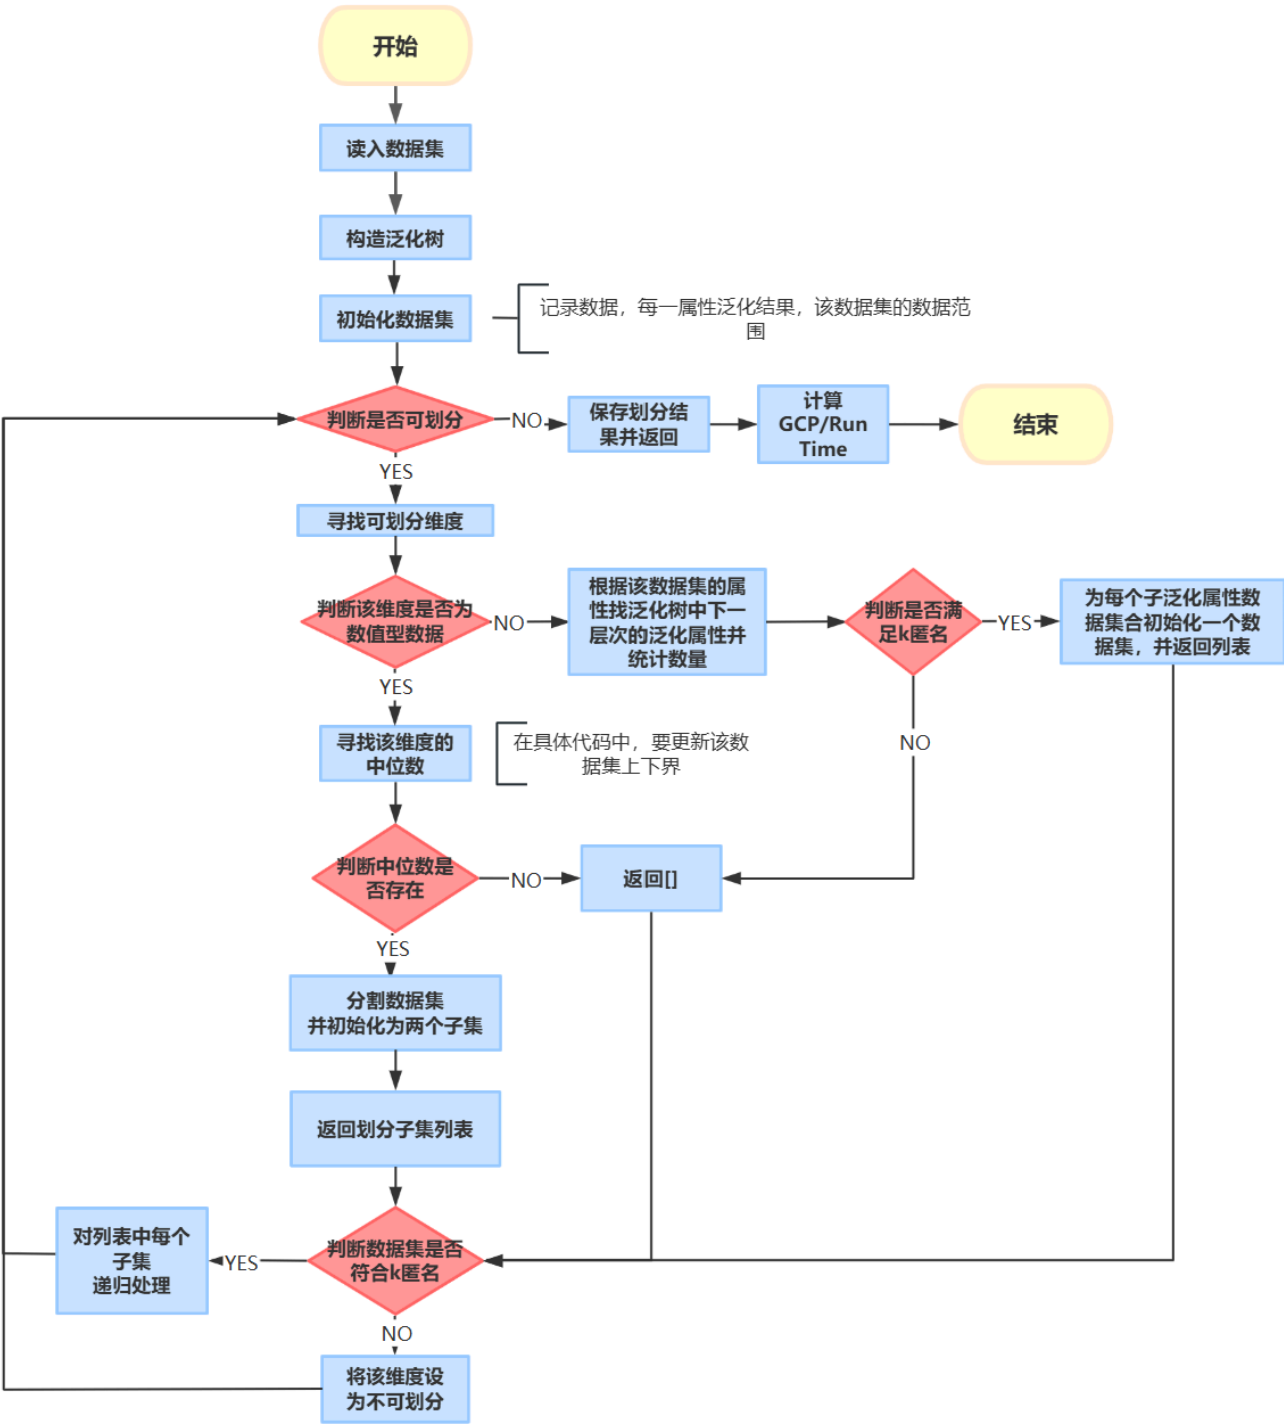 开始
读入数据集
构造泛化树
初始化数据集
记录数据，每一属性泛化结果，该数据集的数据范
围
判断是否可划分
NO
保存划分结
果并返回
计算
GCP/Run
Time
结束
YES
寻找可划分维度
判断该维度是否为
数值型数据
NO
根据该数据集的属
性找泛化树中下一
层次的泛化属性并
统计数量
判断是否满
足k匿名
YES
为每个子泛化属性数
据集合初始化一个数
据集，并返回列表
YES
寻找该维度的
中位数
在具体代码中，要更新该数
据集上下界
NO
判断中位数是
否存在
NO
返回[]
YES
分割数据集
并初始化为两个子集
返回划分子集列表
对列表中每个
子集
递归处理
YES
判断数据集是否
符合k匿名
NO
将该维度设
为不可划分